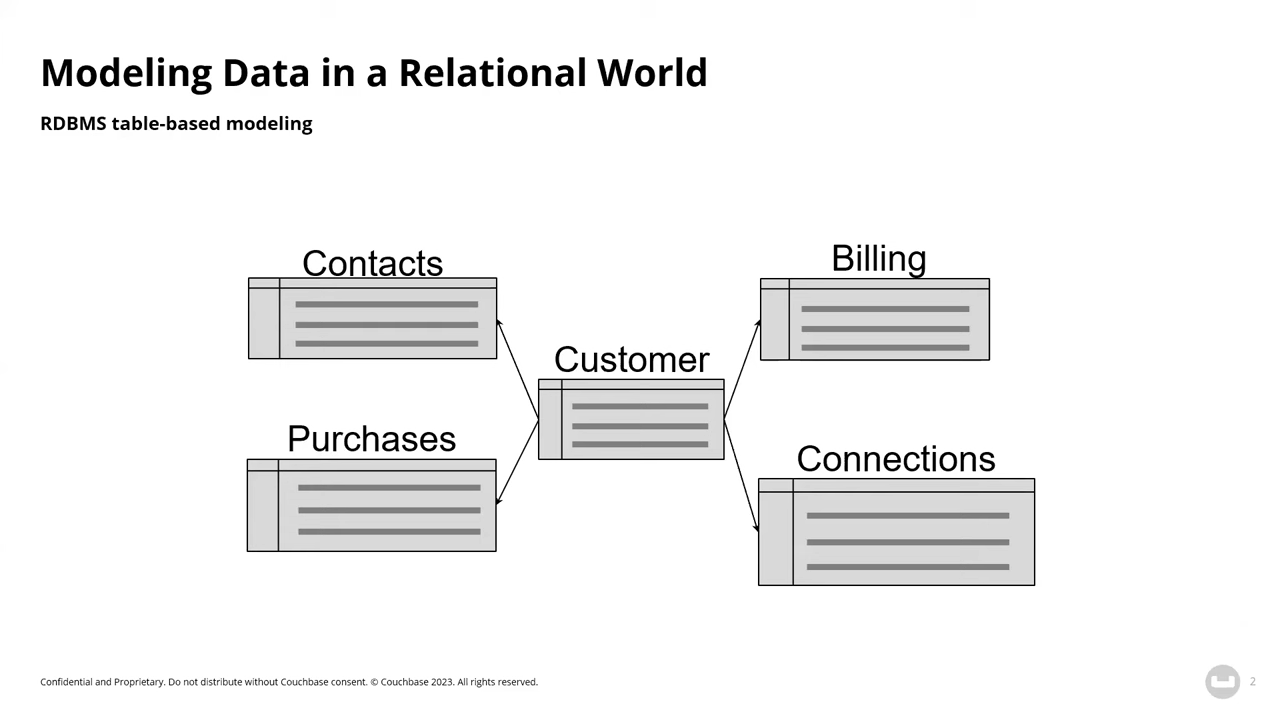 Modeling Data in a Relational World
RDBMS table-based modeling
Contacts
Billing
Customer
Purchases
Connections
Confidential and Proprietary. Do not distribute without Couchbase consent. © Couchbase 2023. All rights reserved.
2